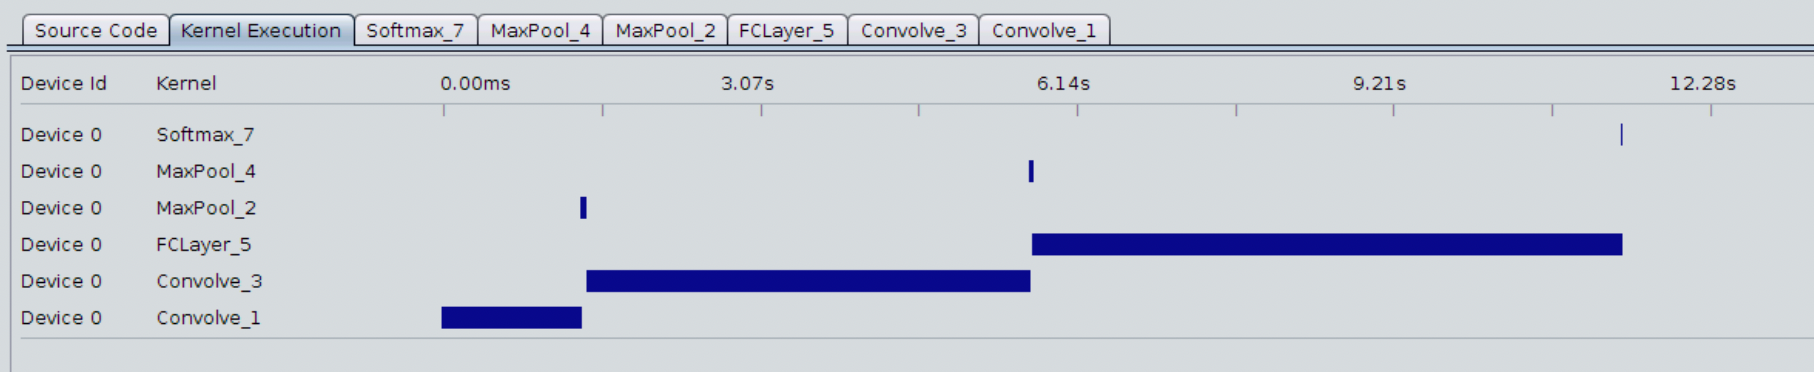 Source Code Kernel Execution Softmax_7 MaxPool_4 MaxPool_2 FCLayer_5 Convolve_3 Convolve_1
Device Id Kernel 0.00ms 3.07s 6.14s 9.21s 12.28s
Device 0 Softmax_7
Device 0 MaxPool_4
Device 0 MaxPool_2
Device 0 FCLayer_5
Device 0 Convolve_3
Device 0 Convolve_1